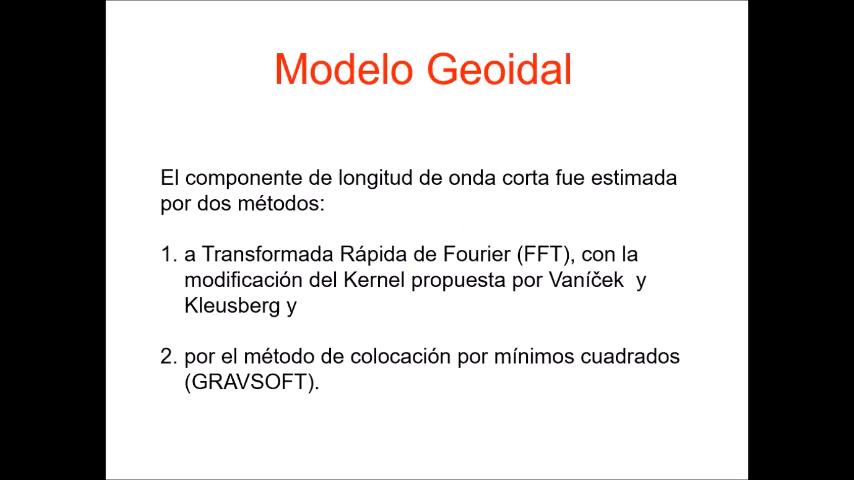 Modelo Geoidal
El componente de longitud de onda corta fue estimada
por dos métodos:
1. a Transformada Rápida de Fourier (FFT), con la
modificación del Kernel propuesta por Vaníček y
Kleusberg y
2. por el método de colocación por mínimos cuadrados
(GRAVSOFT).